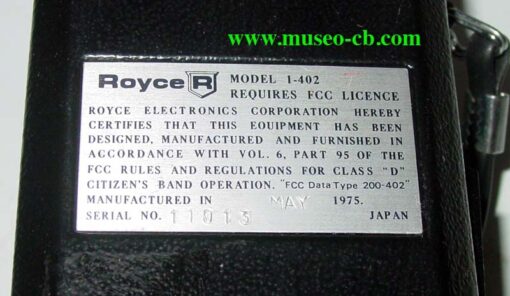 www.museo-cb.com
Royce R MODEL 1-402
REQUIRES FCC LICENCE
ROYCE ELECTRONICS CORPORATION HEREBY
CERTIFIES THAT THIS EQUIPMENT HAS BEEN
DESIGNED, MANUFACTURED AND FURNISHED IN
ACCORDANCE WITH VOL. 6, PART 95 OF THE
FCC RULES AND REGULATIONS FOR CLASS "D"
CITIZEN'S BAND OPERATION. "FCC Data Type 200-402"
MANUFACTURED IN MAY 1975.
SERIAL NO. 11913 JAPAN